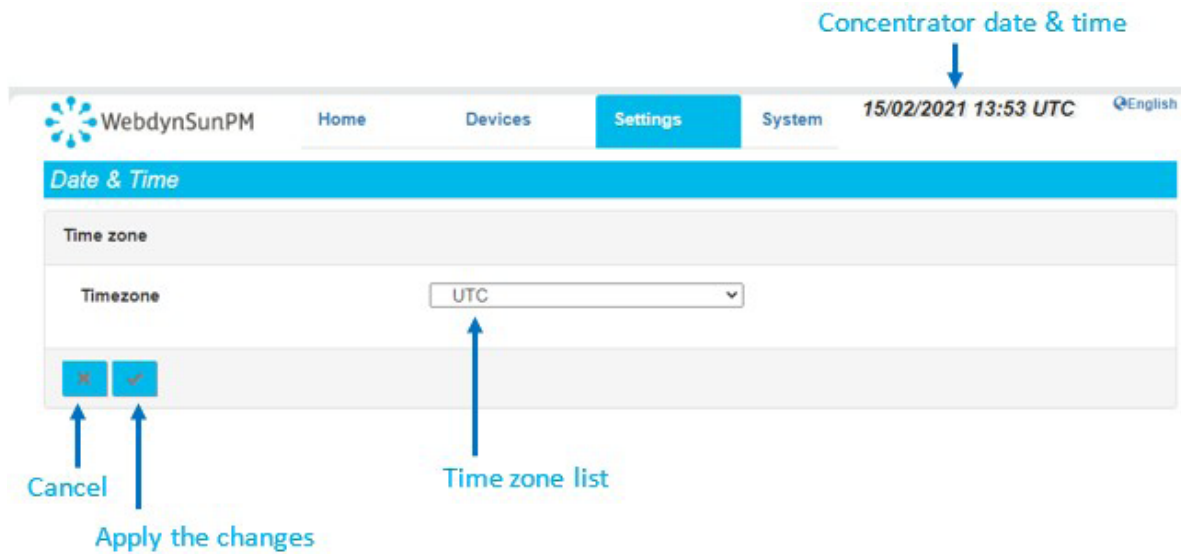 Concentrator date & time
WebdynSunPM Home Devices Settings System 15/02/2021 13:53 UTC English
Date & Time
Time zone
Timezone UTC
Cancel
Time zone list
Apply the changes